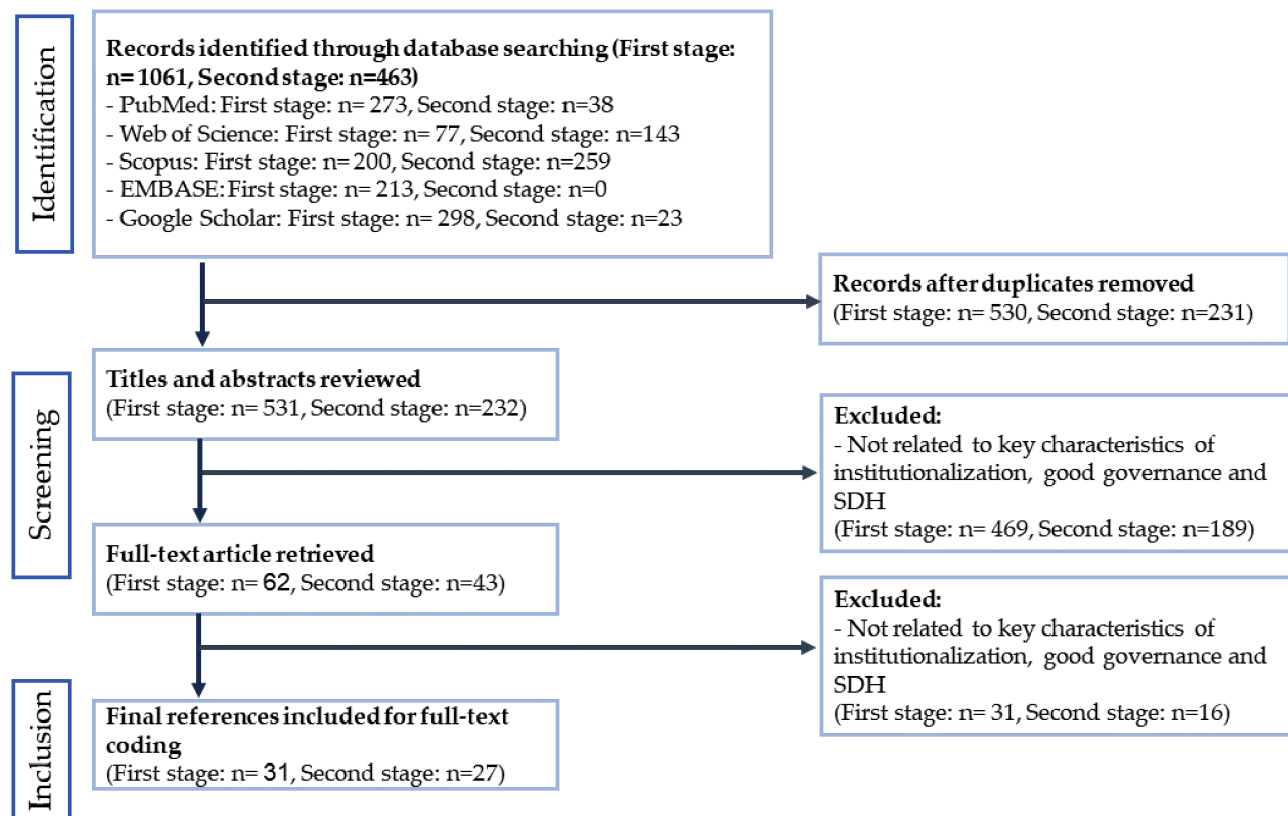 Identification
Records identified through database searching (First stage:
n= 1061, Second stage: n=463)
- PubMed: First stage: n= 273, Second stage: n=38
- Web of Science: First stage: n= 77, Second stage: n=143
- Scopus: First stage: n= 200, Second stage: n=259
- EMBASE: First stage: n= 213, Second stage: n=0
- Google Scholar: First stage: n= 298, Second stage: n=23
Records after duplicates removed
(First stage: n= 530, Second stage: n=231)
Screening
Titles and abstracts reviewed
(First stage: n= 531, Second stage: n=232)
Excluded:
- Not related to key characteristics of
institutionalization, good governance and
SDH
(First stage: n= 469, Second stage: n=189)
Full-text article retrieved
(First stage: n= 62, Second stage: n=43)
Excluded:
- Not related to key characteristics of
institutionalization, good governance and
SDH
(First stage: n= 31, Second stage: n=16)
Inclusion
Final references included for full-text
coding
(First stage: n= 31, Second stage: n=27)